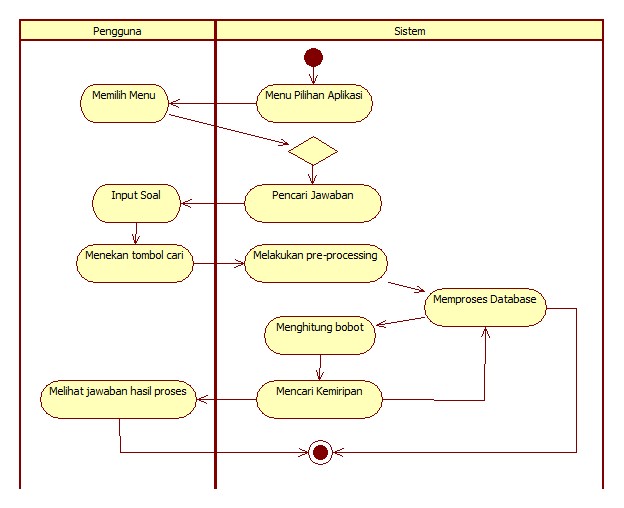 Pengguna
Sistem
Memilih Menu
Menu Pilihan Aplikasi
Input Soal
Pencari Jawaban
Menekan tombol cari
Melakukan pre-processing
Memproses Database
Menghitung bobot
Melihat jawaban hasil proses
Mencari Kemiripan